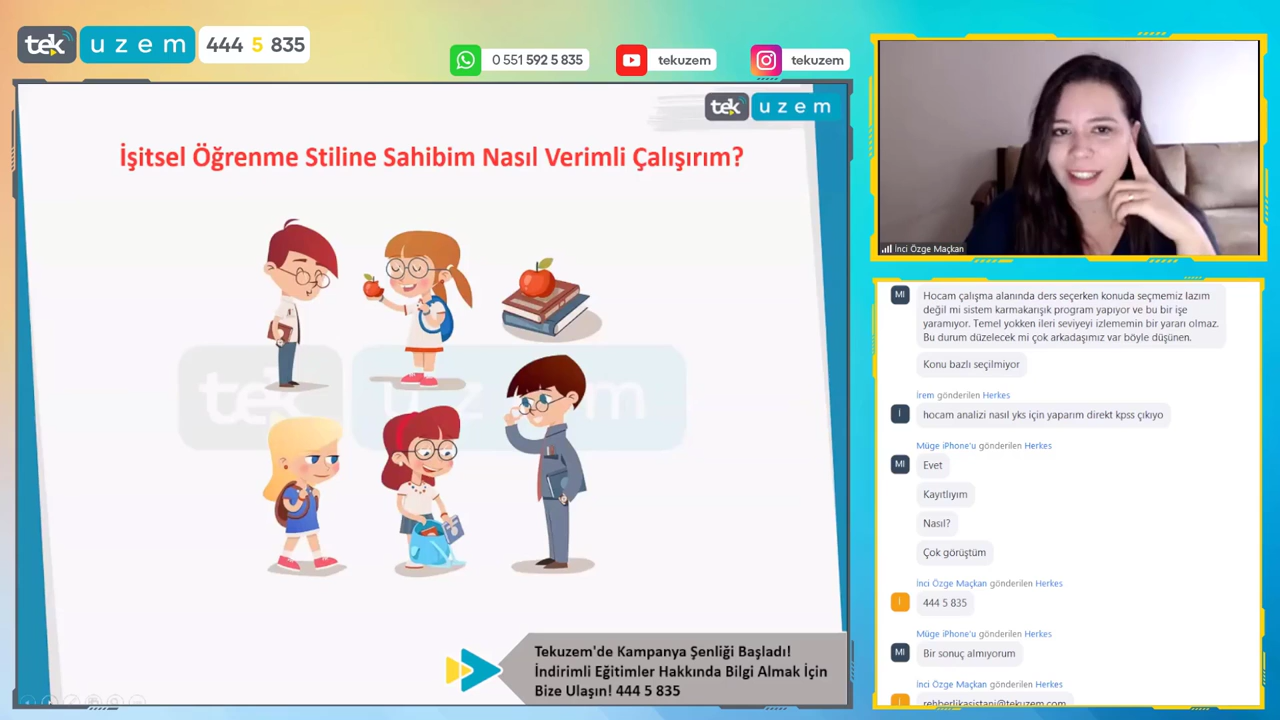 tek uzem 444 5 835
0 551 592 5 835
tekuzem
tekuzem
tek uzem
İşitsel Öğrenme Stiline Sahibim Nasıl Verimli Çalışırım?
tek uzem
Tekuzem'de Kampanya Şenliği Başladı!
İndirimli Eğitimler Hakkında Bilgi Almak İçin
Bize Ulaşın! 444 5 835
İnci Özge Maçkan
MI
Hocam çalışma alanında ders seçerken konuda seçmemiz lazım
değil mi sistem karmakarışık program yapıyor ve bu bir işe
yaramıyor. Temel yokken ileri seviyeyi izlememin bir yararı olmaz.
Bu durum düzelecek mi çok arkadaşımız var böyle düşünen.
Konu bazlı seçilmiyor
İrem gönderilen Herkes
İ
hocam analizi nasıl yks için yaparım direkt kpss çıkıyo
Müge iPhone'u gönderilen Herkes
MI
Evet
Kayıtlıyım
Nasıl?
Çok görüştüm
İnci Özge Maçkan gönderilen Herkes
İ
444 5 835
Müge iPhone'u gönderilen Herkes
MI
Bir sonuç almıyorum
İnci Özge Maçkan gönderilen Herkes
rehberlikasistani@tekuzem.com